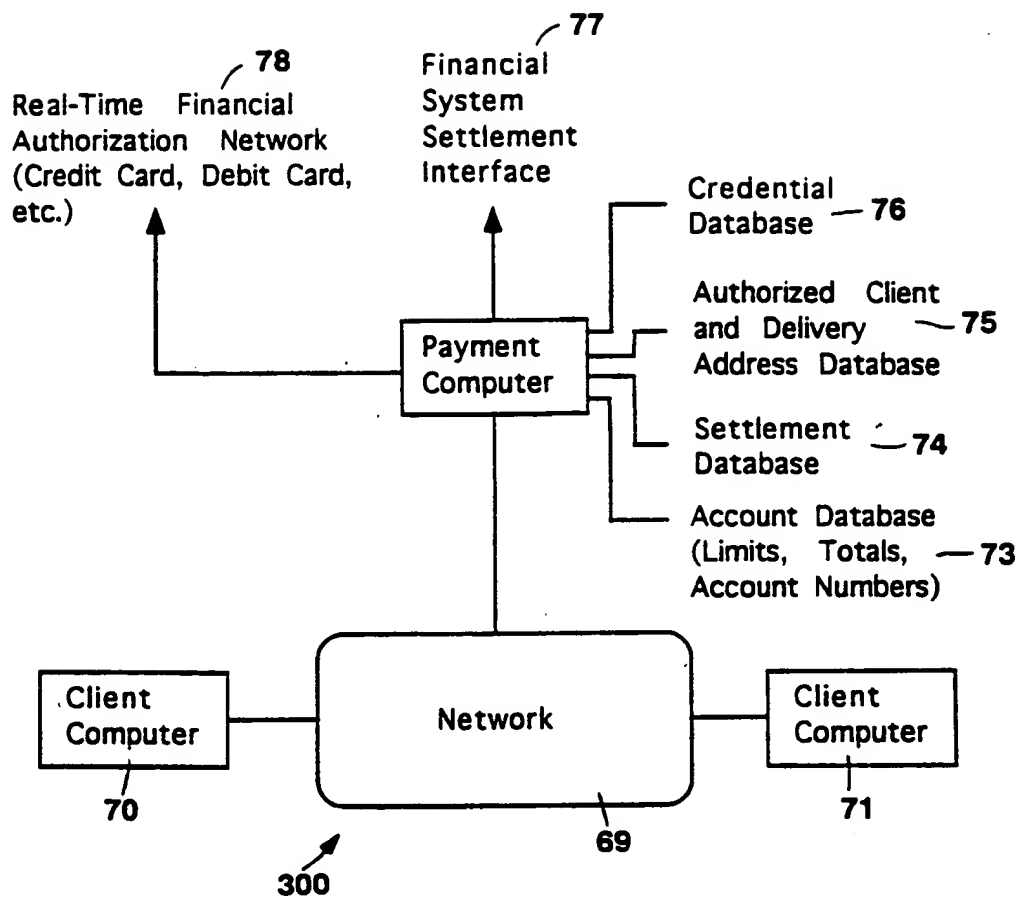 77
78
Financial
System
Settlement
Interface
Real-Time Financial
Authorization Network
(Credit Card, Debit Card,
etc.)
Credential
Database
76
Authorized Client
and Delivery
Address Database
75
Payment
Computer
Settlement
Database
74
Account Database
(Limits, Totals,
Account Numbers)
73
Client
Computer
70
Network
69
Client
Computer
71
300